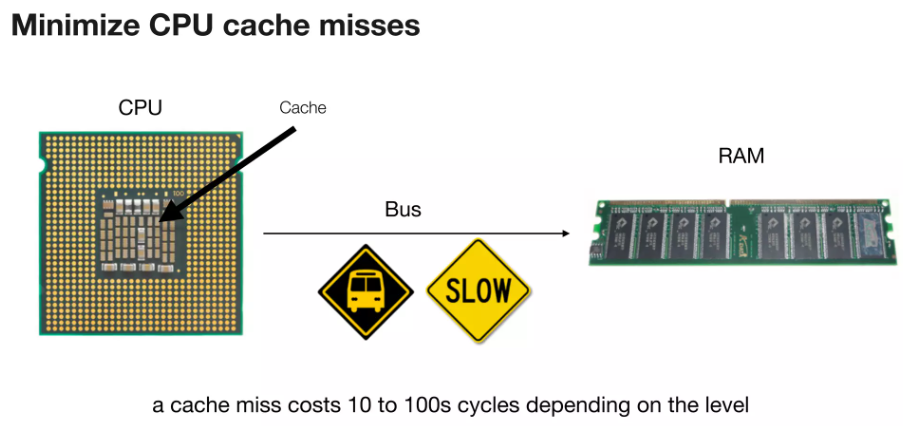 Minimize CPU cache misses
CPU
Cache
RAM
100
Bus
SLOW
a cache miss costs 10 to 100s cycles depending on the level